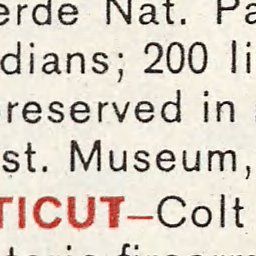 erde Nat. Pa
dians; 200 li
reserved in
st. Museum,
TICUT—Colt